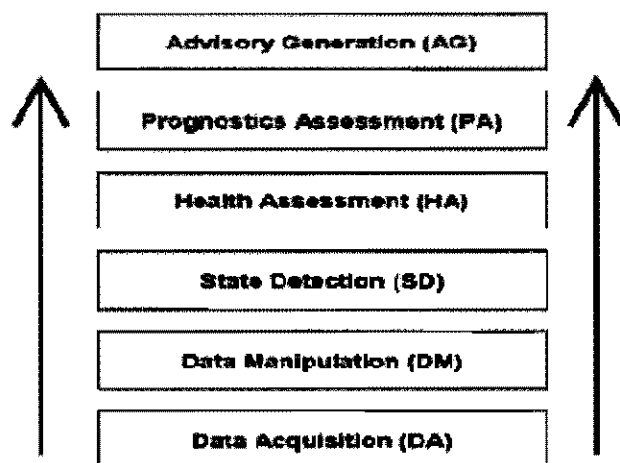 Advisory Generation (AG)
Prognostics Assessment (PA)
Health Assessment (HA)
State Detection (SD)
Data Manipulation (DM)
Data Acquisition (DA)